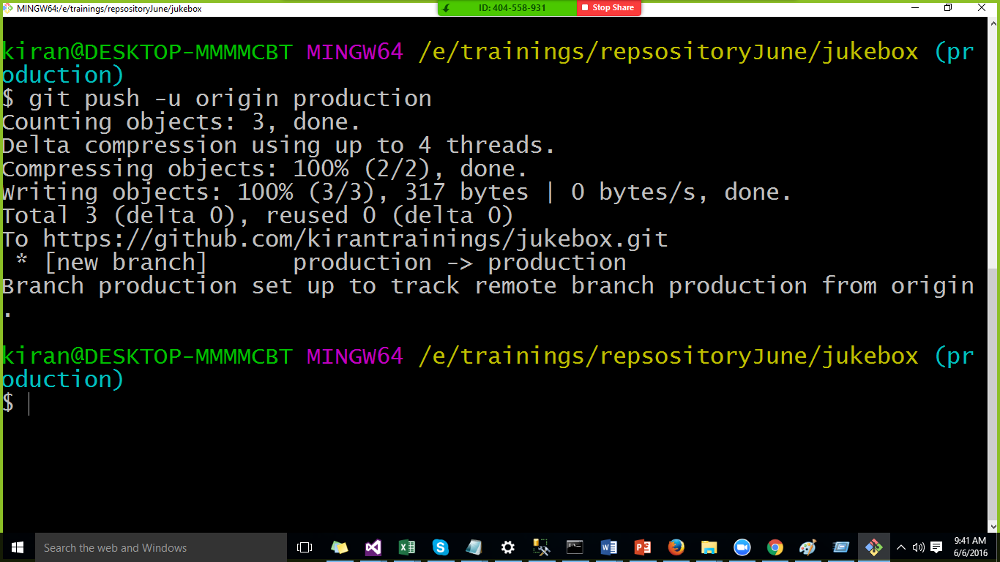 MINGW64:/e/trainings/repsositoryJune/jukebox
ID: 404-558-931
Stop Share
kiran@DESKTOP-MMMMCBT MINGW64 /e/trainings/repsositoryJune/jukebox (pr
oduction)
$ git push -u origin production
Counting objects: 3, done.
Delta compression using up to 4 threads.
Compressing objects: 100% (2/2), done.
Writing objects: 100% (3/3), 317 bytes | 0 bytes/s, done.
Total 3 (delta 0), reused 0 (delta 0)
To https://github.com/kirantrainings/jukebox.git
 * [new branch]      production -> production
Branch production set up to track remote branch production from origin
.
kiran@DESKTOP-MMMMCBT MINGW64 /e/trainings/repsositoryJune/jukebox (pr
oduction)
$
Search the web and Windows
9:41 AM
6/6/2016